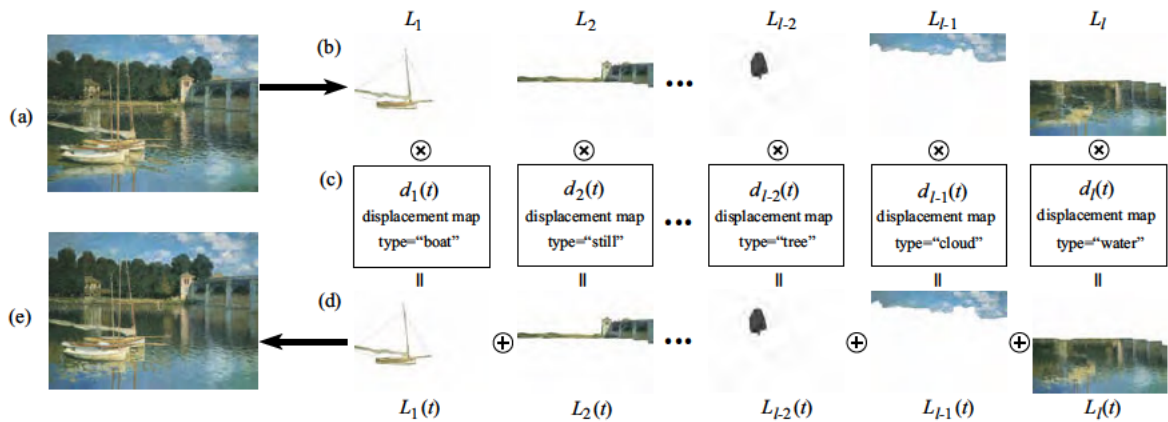 L1 L2 Ll-2 Ll-1 Ll
(b)
(a)
•••
(c)
d1(t) d2(t) dl-2(t) dl-1(t) dl(t)
displacement map displacement map ••• displacement map displacement map displacement map
type=“boat” type=“still” type=“tree” type=“cloud” type=“water”
= = = = =
(d)
(e)
+ ••• + +
L1(t) L2(t) Ll-2(t) Ll-1(t) Ll(t)